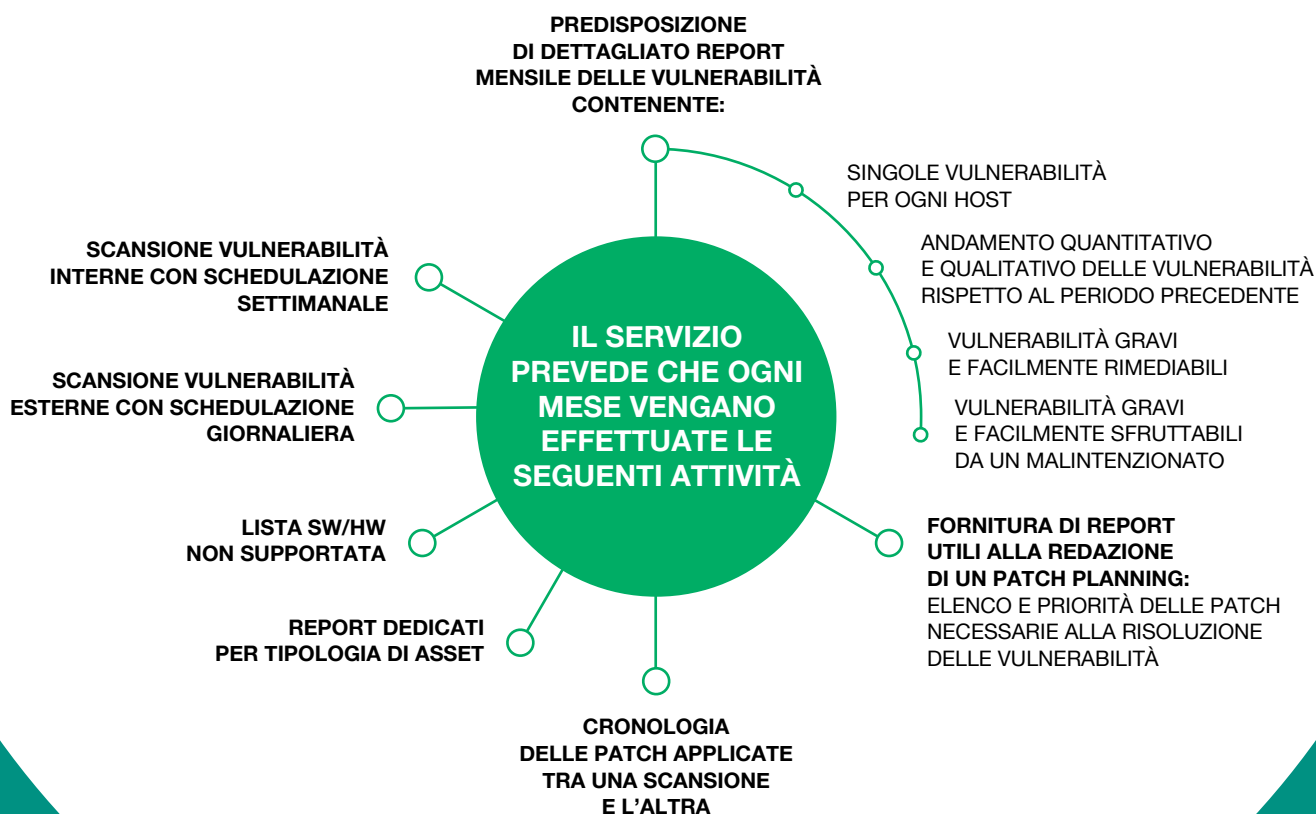 PREDISPOSIZIONE
DI DETTAGLIATO REPORT
MENSILE DELLE VULNERABILITÀ
CONTENENTE:
SINGOLE VULNERABILITÀ
PER OGNI HOST
ANDAMENTO QUANTITATIVO
E QUALITATIVO DELLE VULNERABILITÀ
RISPETTO AL PERIODO PRECEDENTE
VULNERABILITÀ GRAVI
E FACILMENTE RIMEDIABILI
VULNERABILITÀ GRAVI
E FACILMENTE SFRUTTABILI
DA UN MALINTENZIONATO
FORNITURA DI REPORT
UTILI ALLA REDAZIONE
DI UN PATCH PLANNING:
ELENCO E PRIORITÀ DELLE PATCH
NECESSARIE ALLA RISOLUZIONE
DELLE VULNERABILITÀ
CRONOLOGIA
DELLE PATCH APPLICATE
TRA UNA SCANSIONE
E L'ALTRA
REPORT DEDICATI
PER TIPOLOGIA DI ASSET
LISTA SW/HW
NON SUPPORTATA
SCANSIONE VULNERABILITÀ
ESTERNE CON SCHEDULAZIONE
GIORNALIERA
SCANSIONE VULNERABILITÀ
INTERNE CON SCHEDULAZIONE
SETTIMANALE
IL SERVIZIO
PREVEDE CHE OGNI
MESE VENGANO
EFFETTUATE LE
SEGUENTI ATTIVITÀ